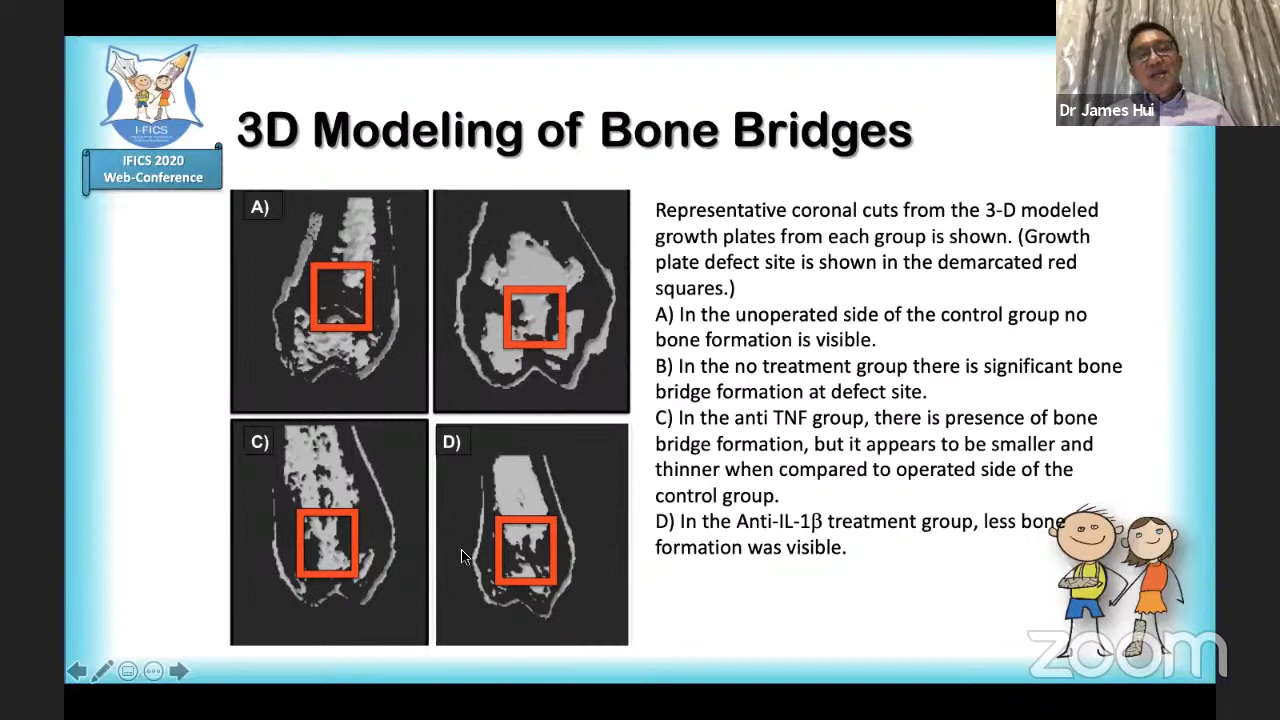 Dr James Hui
I-FICS
IFICS 2020
Web-Conference
3D Modeling of Bone Bridges
A)
C)
D)
Representative coronal cuts from the 3-D modeled
growth plates from each group is shown. (Growth
plate defect site is shown in the demarcated red
squares.)
A) In the unoperated side of the control group no
bone formation is visible.
B) In the no treatment group there is significant bone
bridge formation at defect site.
C) In the anti TNF group, there is presence of bone
bridge formation, but it appears to be smaller and
thinner when compared to operated side of the
control group.
D) In the Anti-IL-1β treatment group, less bone
formation was visible.
zoom